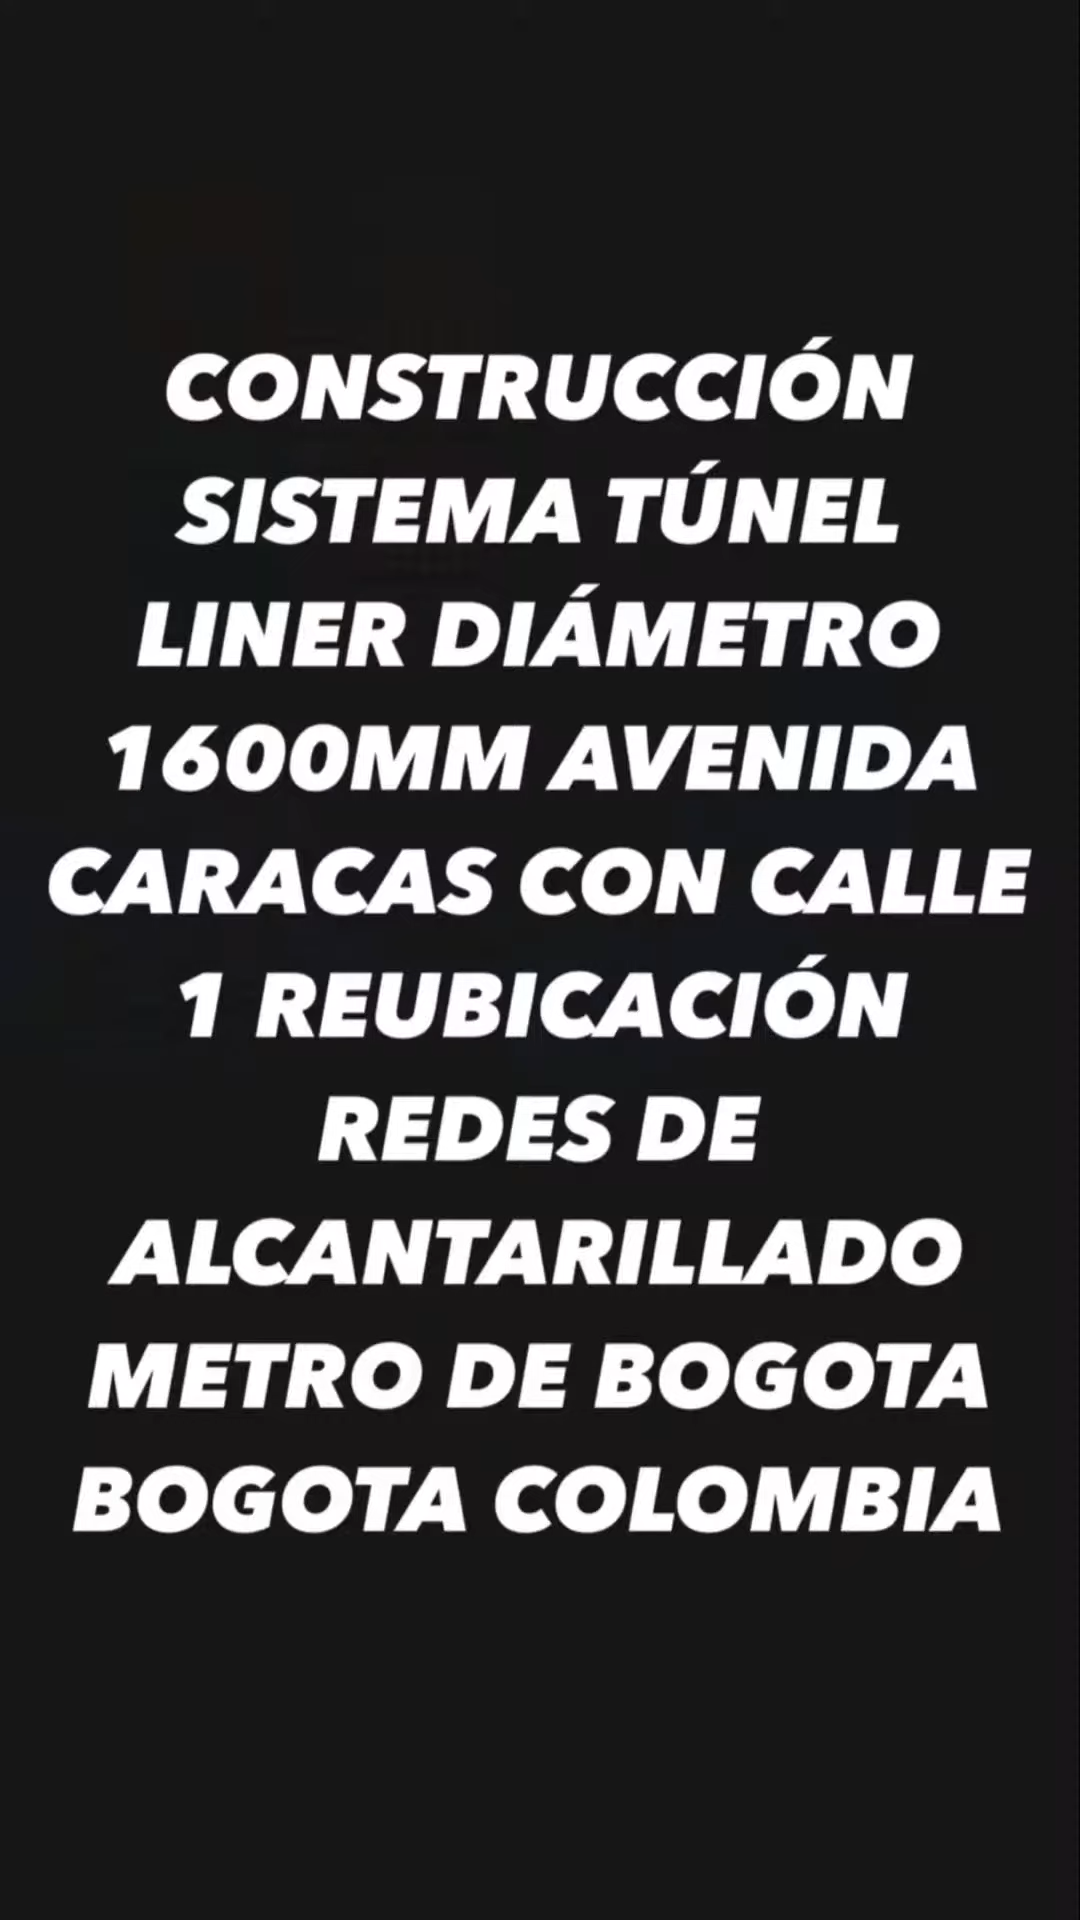 CONSTRUCCIÓN
SISTEMA TÚNEL
LINER DIÁMETRO
1600MM AVENIDA
CARACAS CON CALLE
1 REUBICACIÓN
REDES DE
ALCANTARILLADO
METRO DE BOGOTA
BOGOTA COLOMBIA